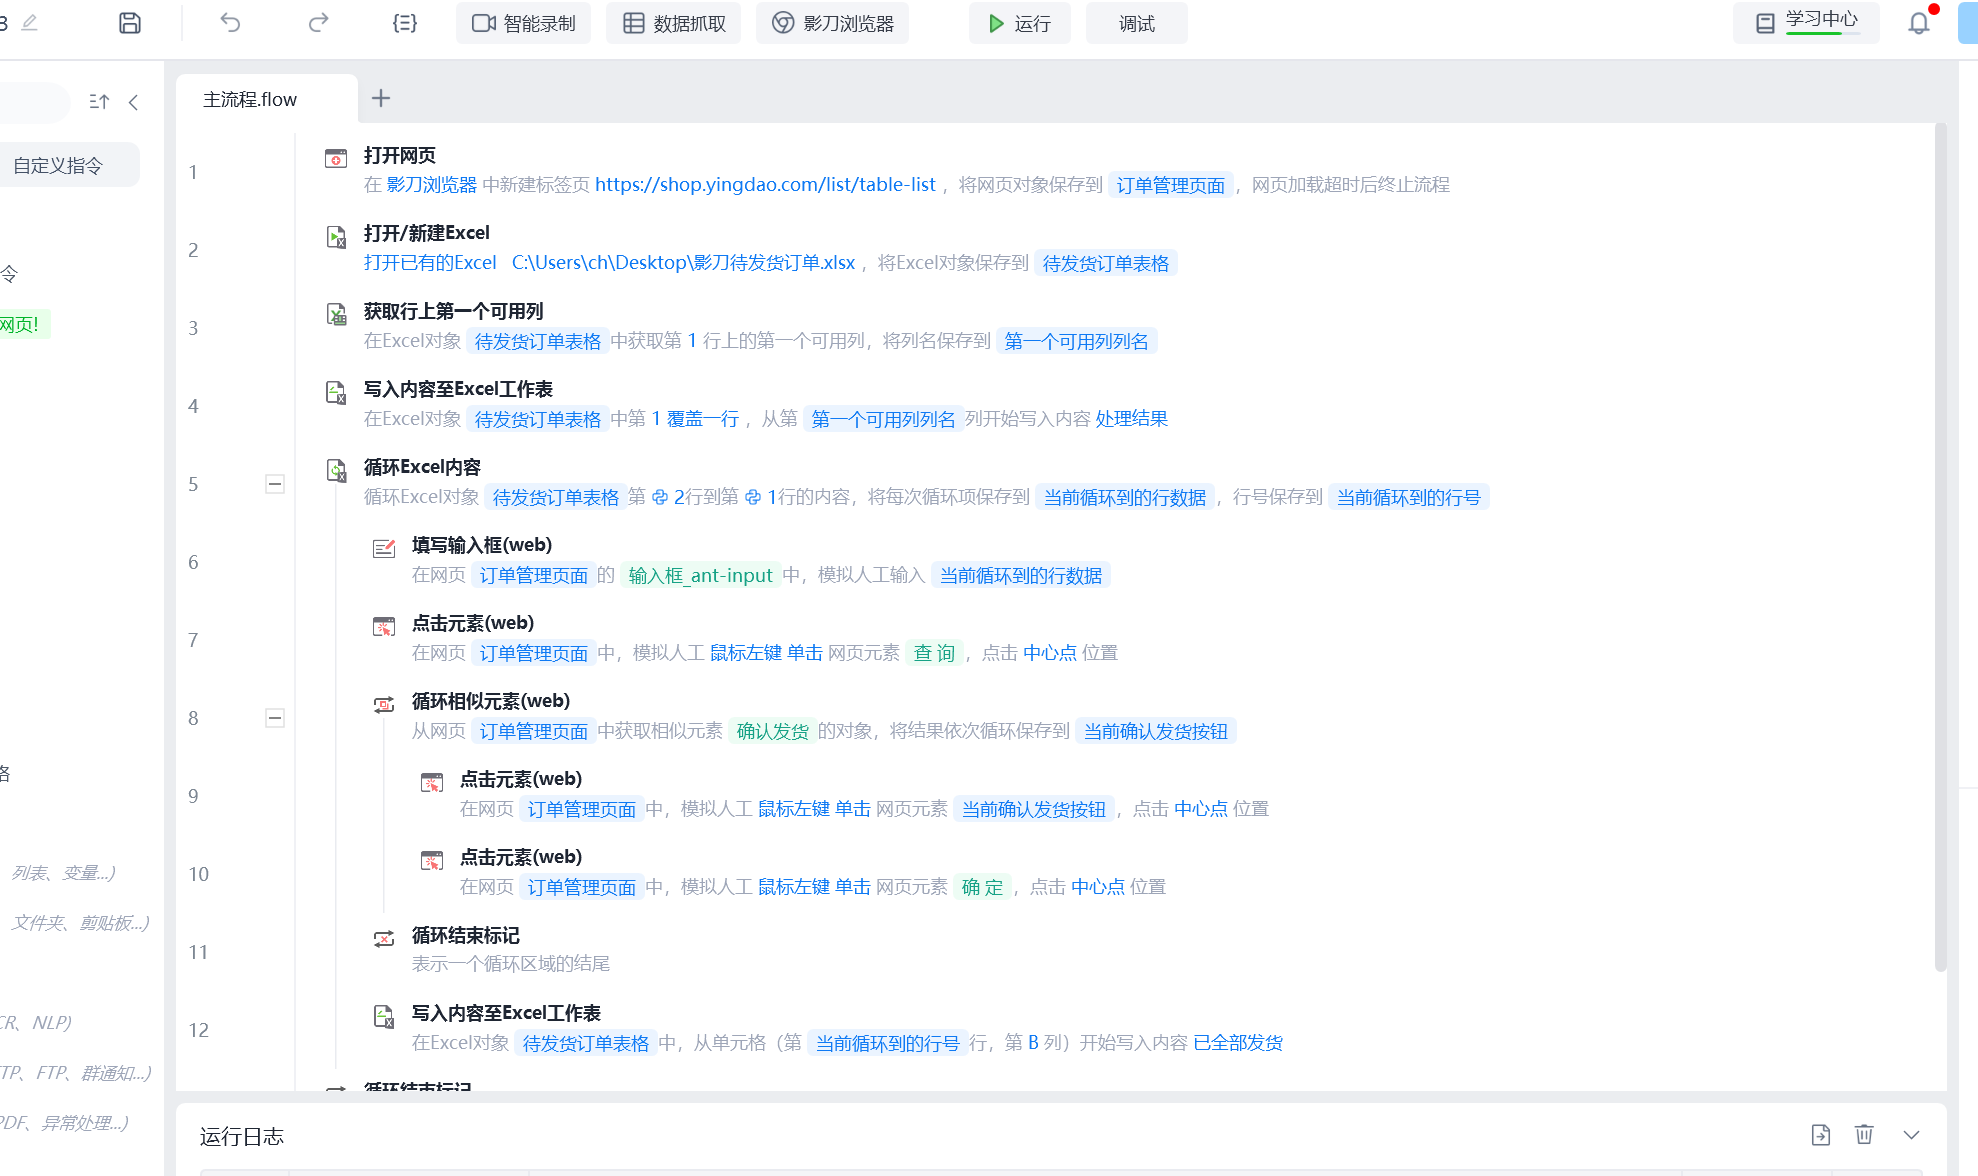 B
智能录制
数据抓取
影刀浏览器
运行
调试
学习中心
自定义指令
令
网页!
格
列表、变量...)
文件夹、剪贴板...)
CR、NLP)
TP、FTP、群通知...)
PDF、异常处理...)
主流程.flow
1
打开网页
在 影刀浏览器 中新建标签页 https://shop.yingdao.com/list/table-list ，将网页对象保存到 订单管理页面 ，网页加载超时后终止流程
2
打开/新建Excel
打开已有的Excel C:\Users\ch\Desktop\影刀待发货订单.xlsx ，将Excel对象保存到 待发货订单表格
3
获取行上第一个可用列
在Excel对象 待发货订单表格 中获取第 1 行上的第一个可用列，将列名保存到 第一个可用列列名
4
写入内容至Excel工作表
在Excel对象 待发货订单表格 中第 1 覆盖一行 ，从第 第一个可用列列名 列开始写入内容 处理结果
5
循环Excel内容
循环Excel对象 待发货订单表格 第 2行到第 1行的内容，将每次循环项保存到 当前循环到的行数据 ，行号保存到 当前循环到的行号
6
填写输入框(web)
在网页 订单管理页面 的 输入框_ant-input 中，模拟人工输入 当前循环到的行数据
7
点击元素(web)
在网页 订单管理页面 中，模拟人工 鼠标左键 单击 网页元素 查 询 ，点击 中心点 位置
8
循环相似元素(web)
从网页 订单管理页面 中获取相似元素 确认发货 的对象，将结果依次循环保存到 当前确认发货按钮
9
点击元素(web)
在网页 订单管理页面 中，模拟人工 鼠标左键 单击 网页元素 当前确认发货按钮 ，点击 中心点 位置
10
点击元素(web)
在网页 订单管理页面 中，模拟人工 鼠标左键 单击 网页元素 确 定 ，点击 中心点 位置
11
循环结束标记
表示一个循环区域的结尾
12
写入内容至Excel工作表
在Excel对象 待发货订单表格 中，从单元格（第 当前循环到的行号 行，第 B 列）开始写入内容 已全部发货
循环结束标记
运行日志